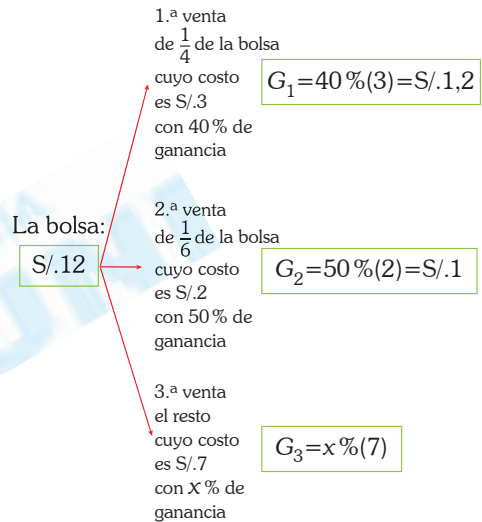 1.ª venta
de 1/4 de la bolsa
cuyo costo
es S/.3
con 40% de
ganancia
G₁=40%(3)=S/.1,2
La bolsa:
S/.12
2.ª venta
de 1/6 de la bolsa
cuyo costo
es S/.2
con 50% de
ganancia
G₂=50%(2)=S/.1
3.ª venta
el resto
cuyo costo
es S/.7
con x% de
ganancia
G₃=x%(7)